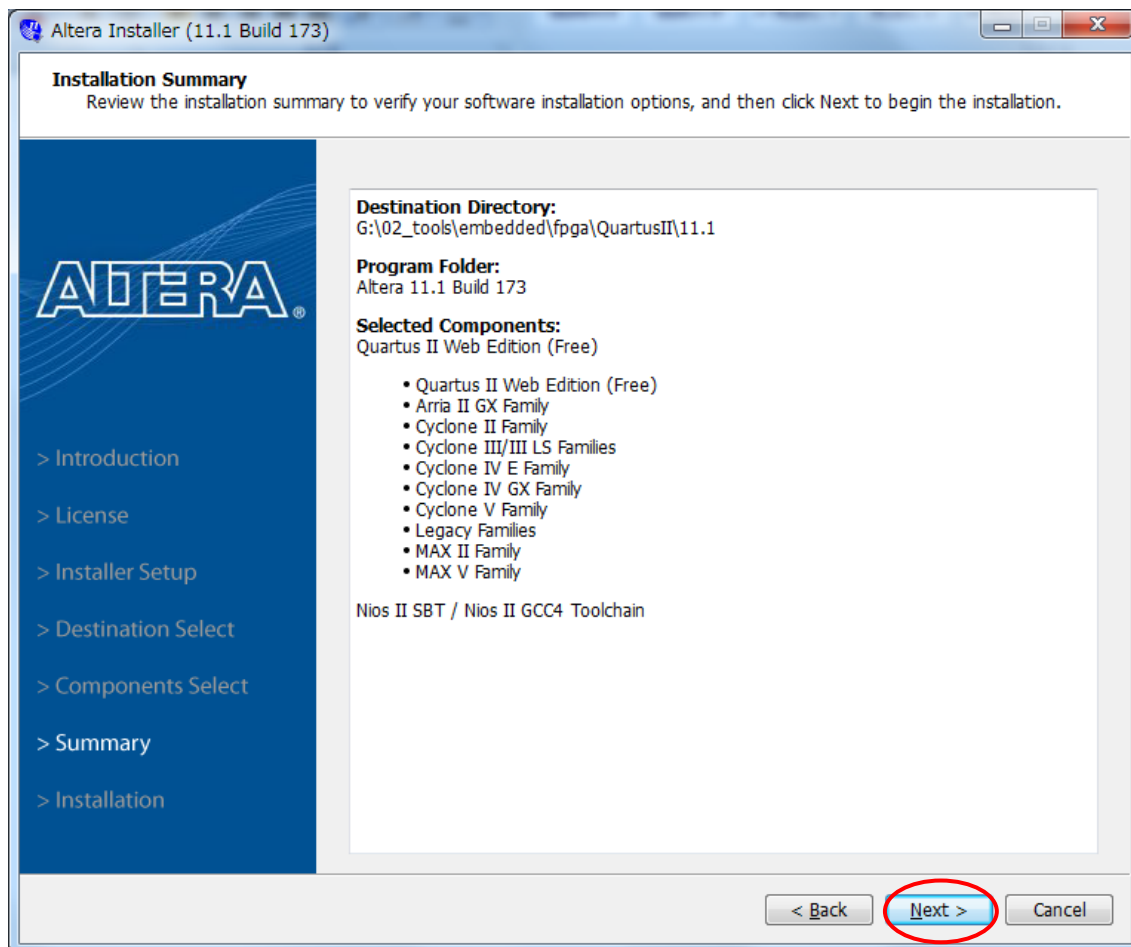 Altera Installer (11.1 Build 173)
Installation Summary
Review the installation summary to verify your software installation options, and then click Next to begin the installation.
ALTERA®
> Introduction
> License
> Installer Setup
> Destination Select
> Components Select
> Summary
> Installation
Destination Directory:
G:\02_tools\embedded\fpga\QuartusII\11.1
Program Folder:
Altera 11.1 Build 173
Selected Components:
Quartus II Web Edition (Free)
• Quartus II Web Edition (Free)
• Arria II GX Family
• Cyclone II Family
• Cyclone III/III LS Families
• Cyclone IV E Family
• Cyclone IV GX Family
• Cyclone V Family
• Legacy Families
• MAX II Family
• MAX V Family
Nios II SBT / Nios II GCC4 Toolchain
< Back
Next >
Cancel